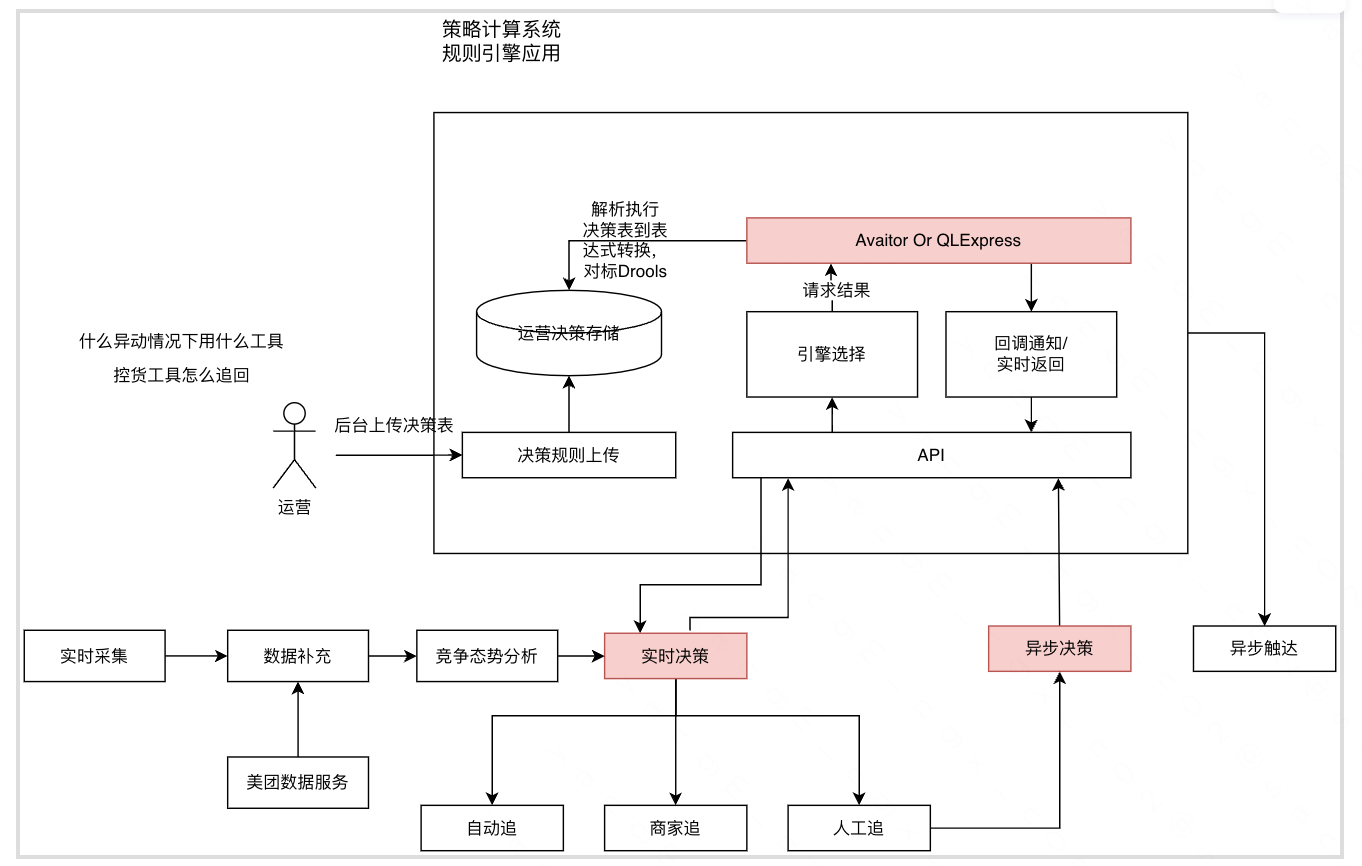 策略计算系统
规则引擎应用
解析执行
决策表到表
达式转换，
对标Drools
Avaitor Or QLExpress
请求结果
运营决策存储
引擎选择
回调通知/
实时返回
什么异动情况下用什么工具
控货工具怎么追回
后台上传决策表
决策规则上传
API
运营
实时采集
数据补充
竞争态势分析
实时决策
异步决策
异步触达
美团数据服务
自动追
商家追
人工追